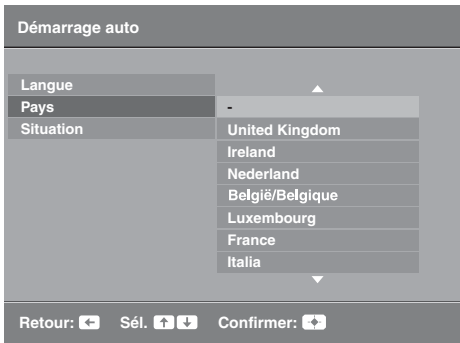 Démarrage auto
Langue
Pays
-
Situation
United Kingdom
Ireland
Nederland
België/Belgique
Luxembourg
France
Italia
Retour: Sél. Confirmer: